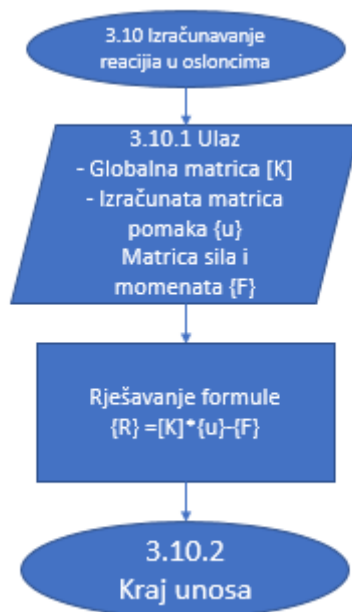 3.10 Izračunavanje
reacijia u osloncima
3.10.1 Ulaz
- Globalna matrica [K]
- Izračunata matrica
pomaka {u}
Matrica sila i
momenata {F}
Rješavanje formule
{R} =[K]*{u}-{F}
3.10.2
Kraj unosa